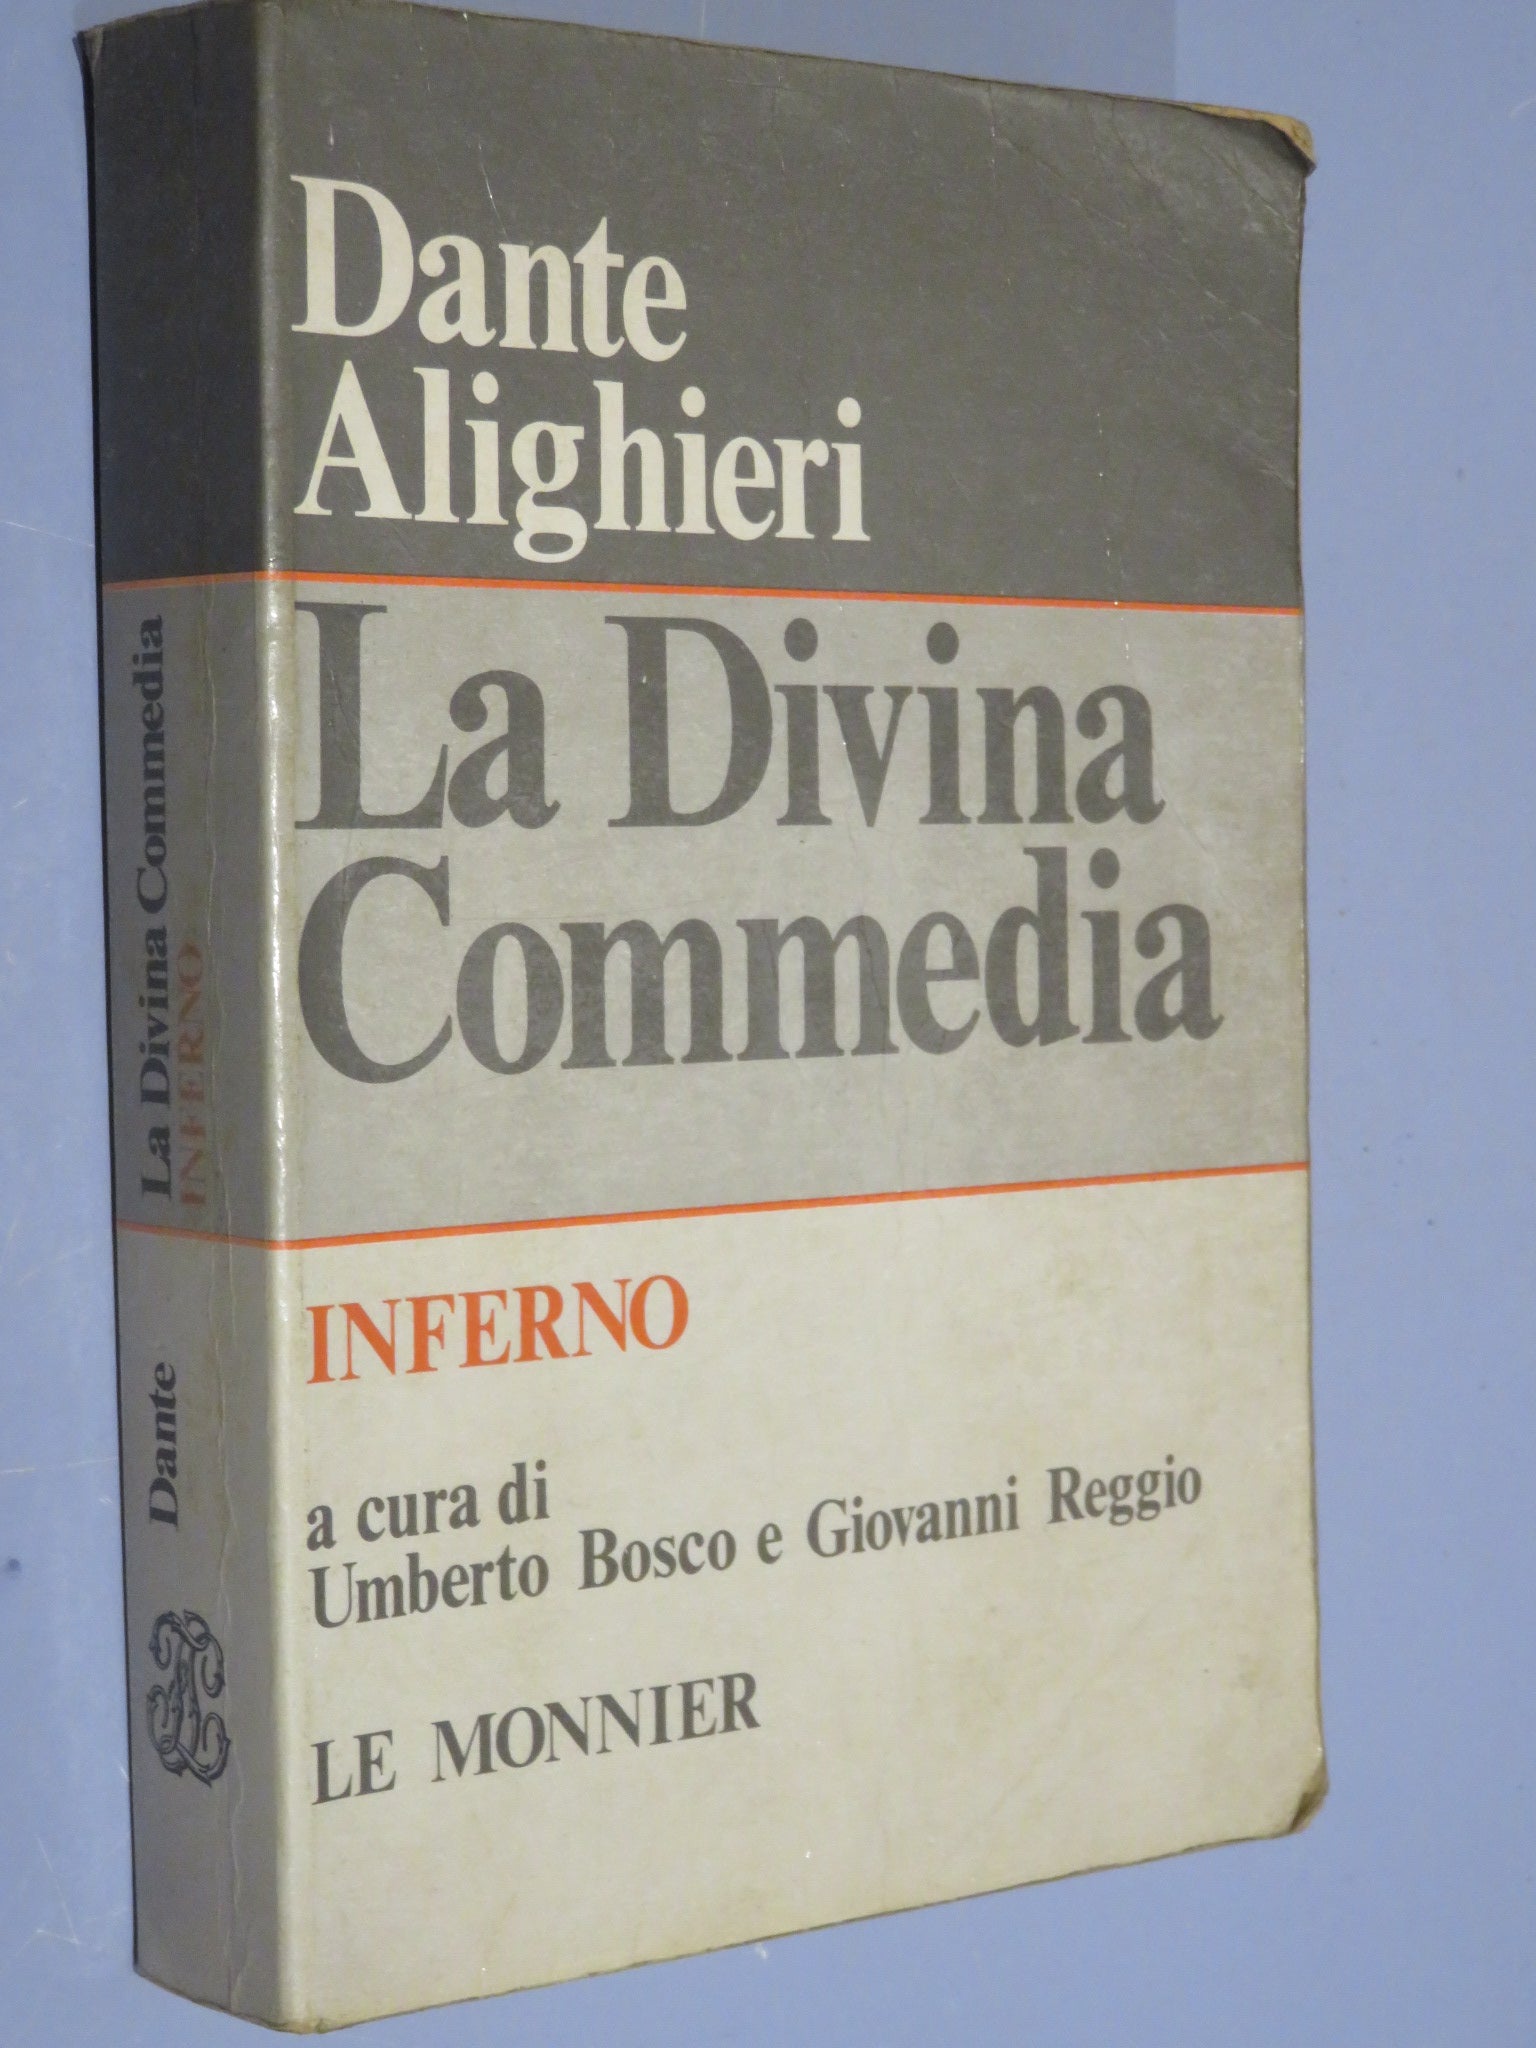 Dante
Alighieri
La Divina
Commedia
INFERNO
a cura di
Umberto Bosco e Giovanni Reggio
LE MONNIER
Dante La Divina Commedia
INFERNO